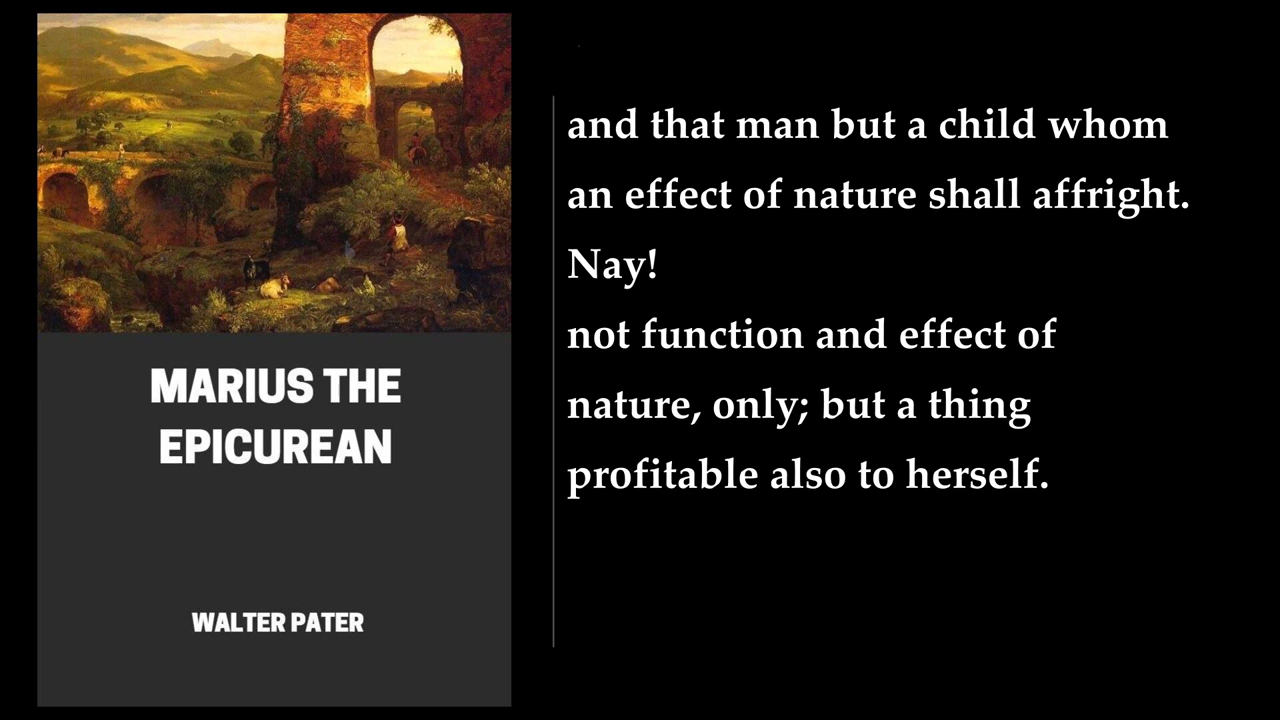 MARIUS THE
EPICUREAN
WALTER PATER
and that man but a child whom
an effect of nature shall affright.
Nay!
not function and effect of
nature, only; but a thing
profitable also to herself.